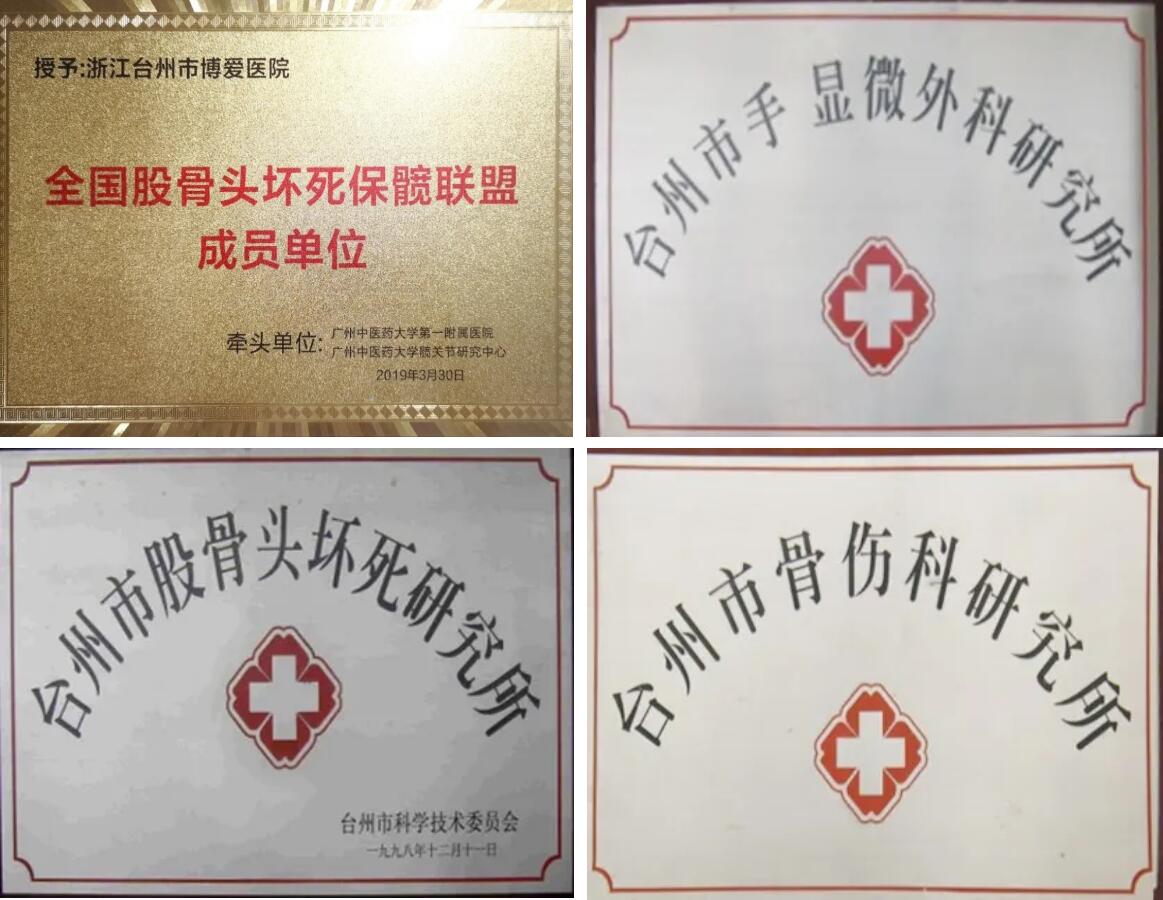 授予:浙江台州市博爱医院
全国股骨头坏死保髋联盟
成员单位
牵头单位:
广州中医药大学第一附属医院
广州中医药大学髋关节研究中心
2019年3月30日
台州市手 显微外科研究所
台州市股骨头坏死研究所
台州市科学技术委员会
一九九八年十二月十一日
台州市骨伤科研究所